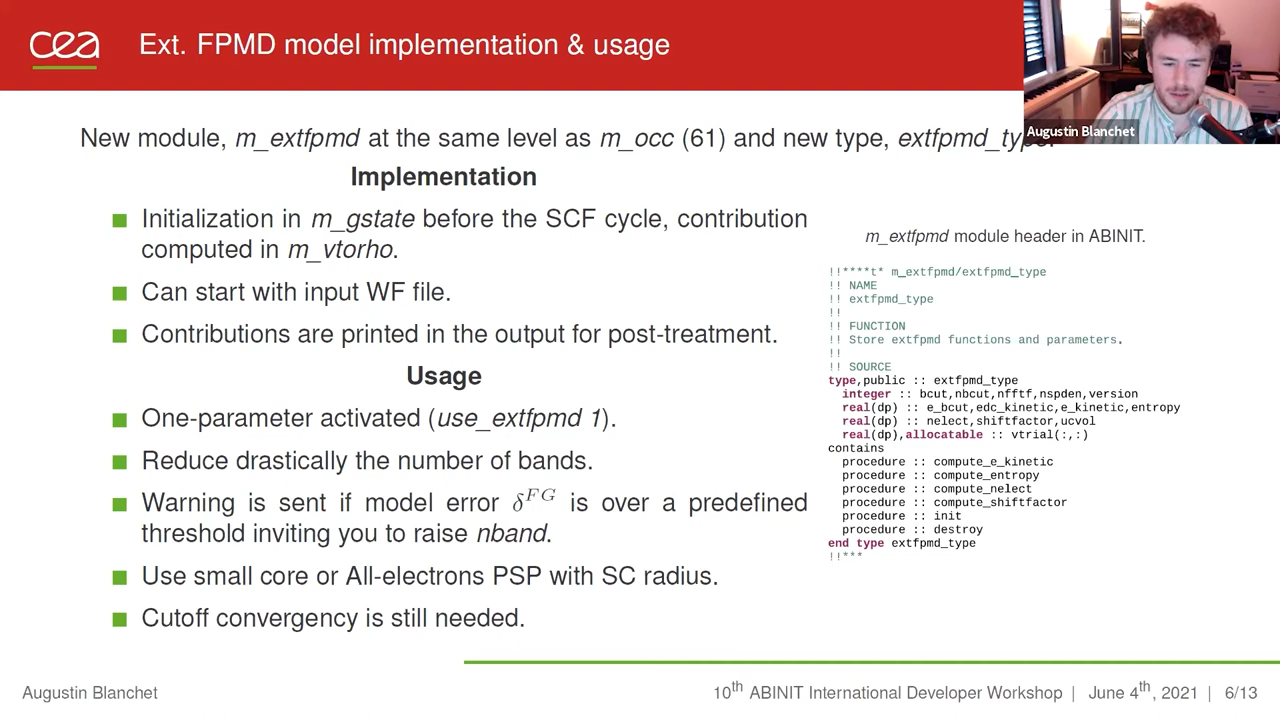 cea
Ext. FPMD model implementation & usage
Augustin Blanchet
New module, m_extfpmd at the same level as m_occ (61) and new type, extfpmd_type.
Implementation
Initialization in m_gstate before the SCF cycle, contribution
computed in m_vtorho.
Can start with input WF file.
Contributions are printed in the output for post-treatment.
Usage
One-parameter activated (use_extfpmd 1).
Reduce drastically the number of bands.
Warning is sent if model error δ^FG is over a predefined
threshold inviting you to raise nband.
Use small core or All-electrons PSP with SC radius.
Cutoff convergency is still needed.
m_extfpmd module header in ABINIT.
!!****t* m_extfpmd/extfpmd_type
!! NAME
!! extfpmd_type
!!
!! FUNCTION
!! Store extfpmd functions and parameters.
!!
!! SOURCE
type,public :: extfpmd_type
integer :: bcut,nbcut,nfftf,nspden,version
real(dp) :: e_bcut,edc_kinetic,e_kinetic,entropy
real(dp) :: nelect,shiftfactor,ucvol
real(dp),allocatable :: vtrial(:,:)
contains
procedure :: compute_e_kinetic
procedure :: compute_entropy
procedure :: compute_nelect
procedure :: compute_shiftfactor
procedure :: init
procedure :: destroy
end type extfpmd_type
!!***
Augustin Blanchet
10th ABINIT International Developer Workshop | June 4th, 2021 | 6/13